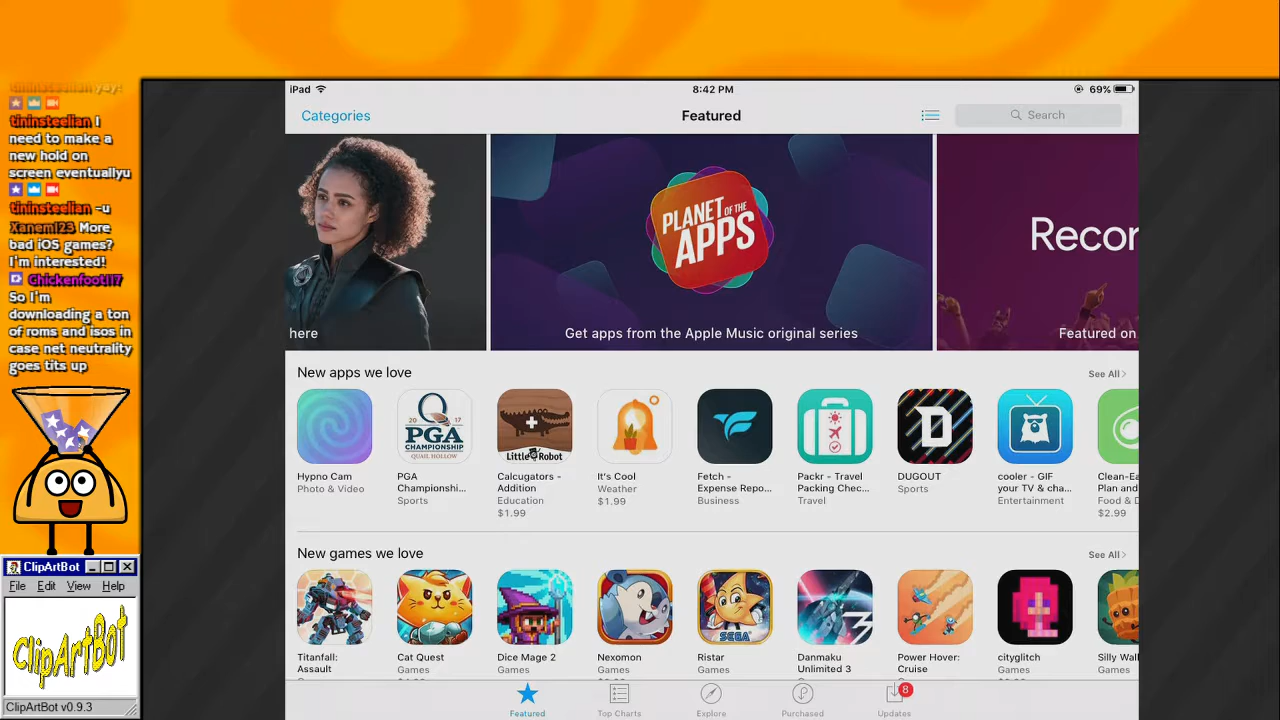 tininsteelian yay!
tininsteelian I
need to make a
new hold on
screen eventuallyu
tininsteelian -u
Xanem123 More
bad iOS games?
I'm interested!
Chickenfoot117
So I'm
downloading a ton
of roms and isos in
case net neutrality
goes tits up
ClipArtBot
File Edit View Help
ClipArtBot
ClipArtBot v0.9.3
iPad 8:42 PM 69%
Categories Featured Search
here
PLANET
OF THE
APPS
Get apps from the Apple Music original series
Recor
Featured on
New apps we love See All >
20 17
PGA
CHAMPIONSHIP
QUAIL HOLLOW
Little Robot
D
Hypno Cam
Photo & Video
PGA
Championshi...
Sports
Calcugators -
Addition
Education
$1.99
It's Cool
Weather
$1.99
Fetch -
Expense Repo...
Business
Packr - Travel
Packing Chec...
Travel
DUGOUT
Sports
cooler - GIF
your TV & cha...
Entertainment
Clean-Ea
Plan and
Food & D
$2.99
New games we love See All >
SEGA
3
Titanfall:
Assault
Cat Quest
Games
Dice Mage 2
Games
Nexomon
Games
Ristar
Games
Danmaku
Unlimited 3
Power Hover:
Cruise
cityglitch
Games
Silly Wal
Games
Featured Top Charts Explore Purchased Updates
8